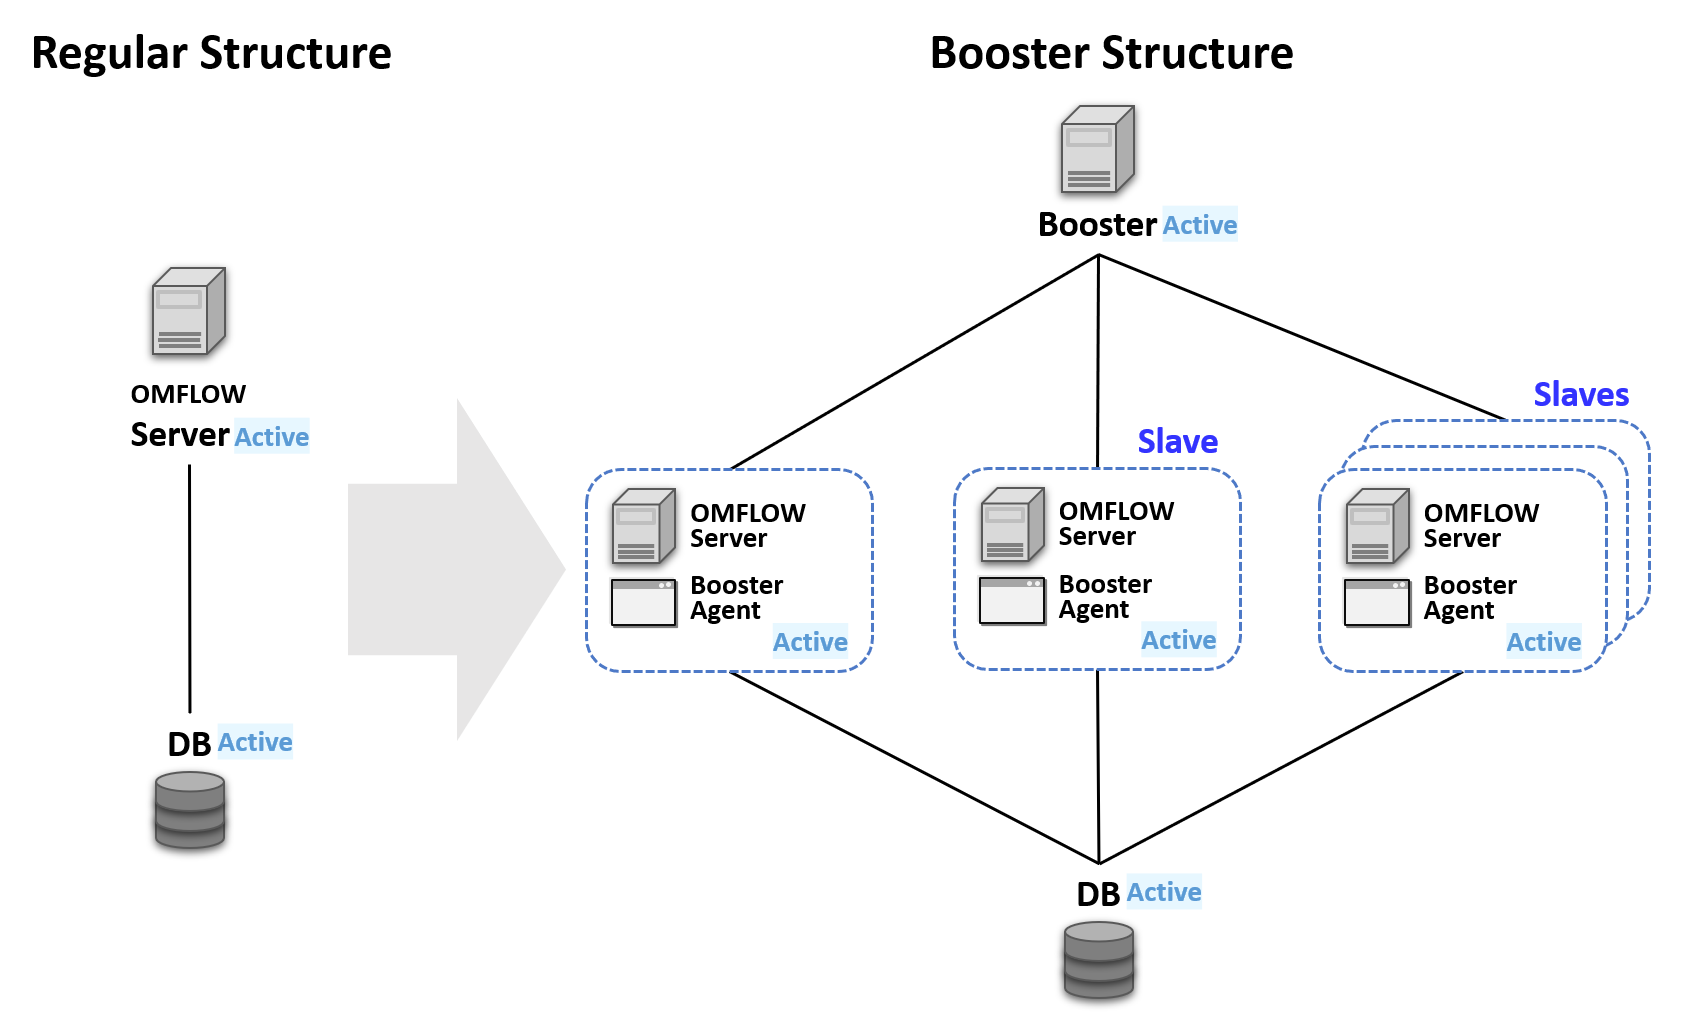 Regular Structure
OMFLOW
Server Active
DB Active
Booster Structure
Booster Active
OMFLOW
Server
Booster
Agent
Active
Slave
OMFLOW
Server
Booster
Agent
Active
Slaves
OMFLOW
Server
Booster
Agent
Active
DB Active